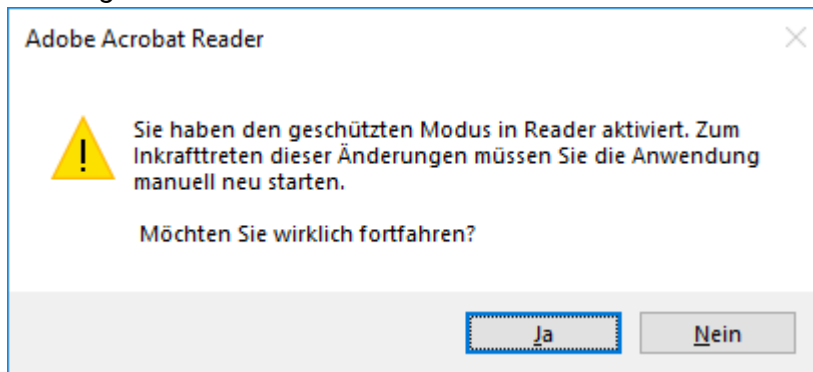 Adobe Acrobat Reader
Sie haben den geschützten Modus in Reader aktiviert. Zum
Inkrafttreten dieser Änderungen müssen Sie die Anwendung
manuell neu starten.
Möchten Sie wirklich fortfahren?
Ja
Nein